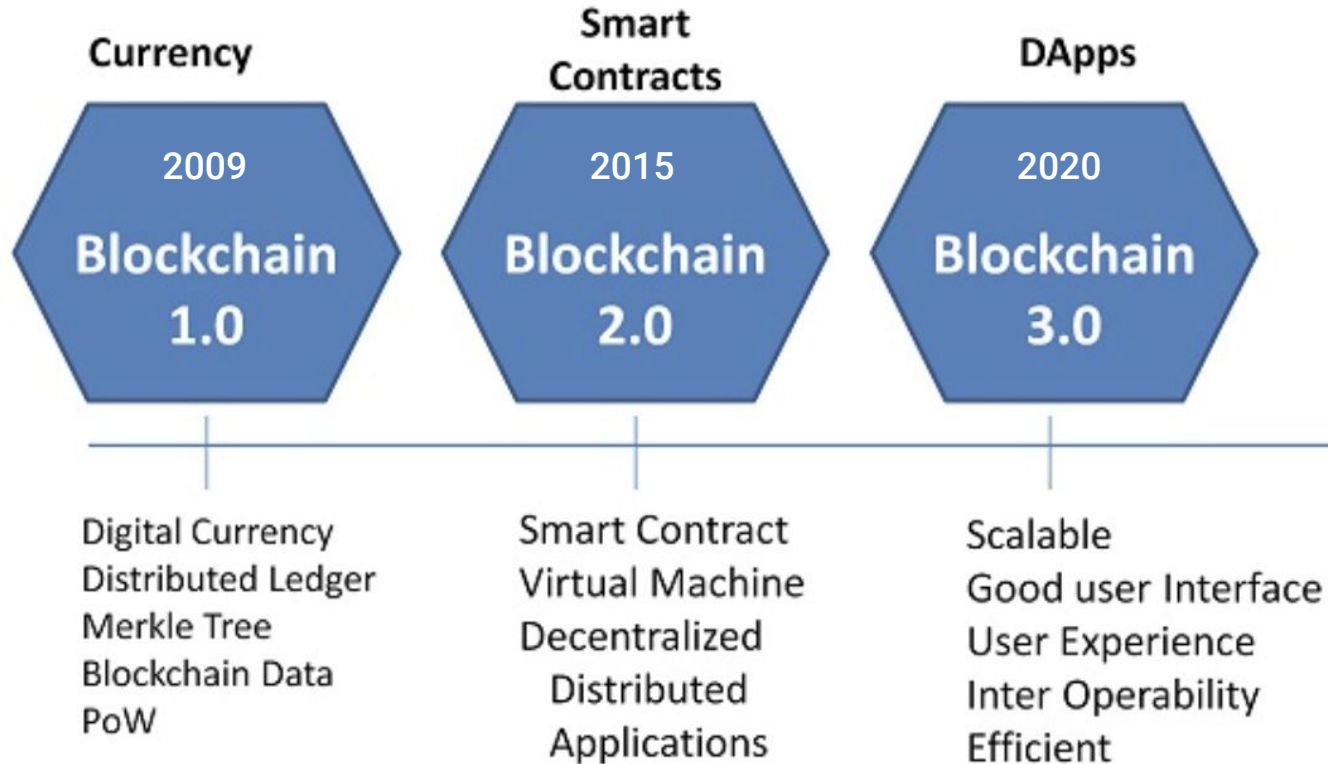 Currency
2009
Blockchain
1.0
Digital Currency
Distributed Ledger
Merkle Tree
Blockchain Data
PoW
Smart
Contracts
2015
Blockchain
2.0
Smart Contract
Virtual Machine
Decentralized
Distributed
Applications
DApps
2020
Blockchain
3.0
Scalable
Good user Interface
User Experience
Inter Operability
Efficient